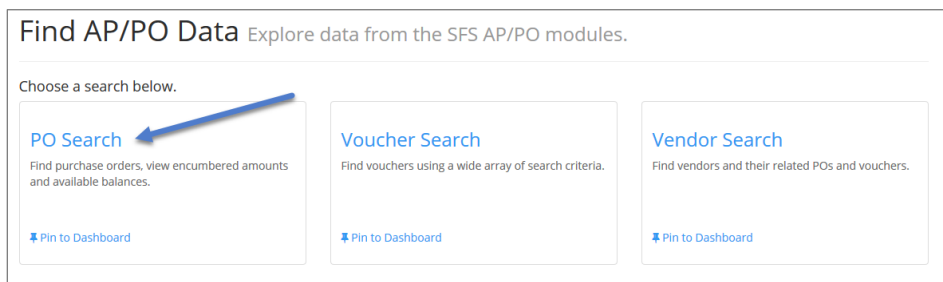 Find AP/PO Data Explore data from the SFS AP/PO modules.
Choose a search below.
PO Search
Find purchase orders, view encumbered amounts
and available balances.
Pin to Dashboard
Voucher Search
Find vouchers using a wide array of search criteria.
Pin to Dashboard
Vendor Search
Find vendors and their related POs and vouchers.
Pin to Dashboard